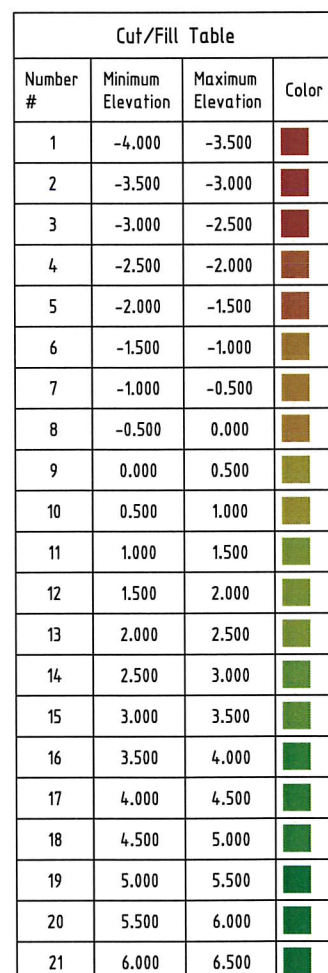 Cut/Fill Table
Number # Minimum Elevation Maximum Elevation Color
1 -4.000 -3.500
2 -3.500 -3.000
3 -3.000 -2.500
4 -2.500 -2.000
5 -2.000 -1.500
6 -1.500 -1.000
7 -1.000 -0.500
8 -0.500 0.000
9 0.000 0.500
10 0.500 1.000
11 1.000 1.500
12 1.500 2.000
13 2.000 2.500
14 2.500 3.000
15 3.000 3.500
16 3.500 4.000
17 4.000 4.500
18 4.500 5.000
19 5.000 5.500
20 5.500 6.000
21 6.000 6.500